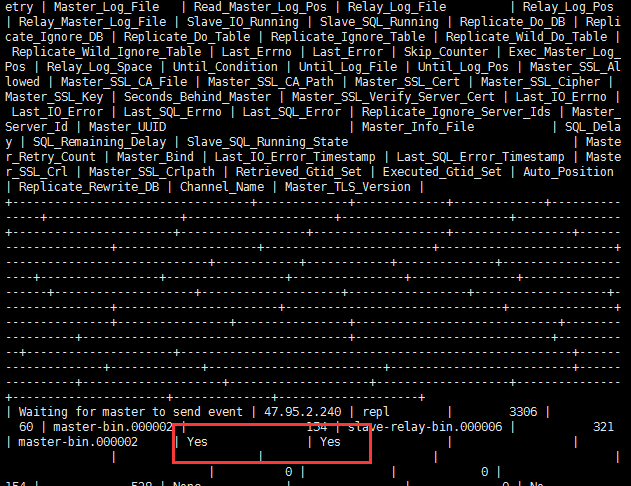 etry | Master_Log_File   | Read_Master_Log_Pos | Relay_Log_File         | Relay_Log_Pos
| Relay_Master_Log_File | Slave_IO_Running | Slave_SQL_Running | Replicate_Do_DB | Repli
cate_Ignore_DB | Replicate_Do_Table | Replicate_Ignore_Table | Replicate_Wild_Do_Table |
 Replicate_Wild_Ignore_Table | Last_Errno | Last_Error | Skip_Counter | Exec_Master_Log_
Pos | Relay_Log_Space | Until_Condition | Until_Log_File | Until_Log_Pos | Master_SSL_Al
lowed | Master_SSL_CA_File | Master_SSL_CA_Path | Master_SSL_Cert | Master_SSL_Cipher |
Master_SSL_Key | Seconds_Behind_Master | Master_SSL_Verify_Server_Cert | Last_IO_Errno |
 Last_IO_Error | Last_SQL_Errno | Last_SQL_Error | Replicate_Ignore_Server_Ids | Master_
Server_Id | Master_UUID                          | Master_Info_File           | SQL_Dela
y | SQL_Remaining_Delay | Slave_SQL_Running_State                                | Maste
r_Retry_Count | Master_Bind | Last_IO_Error_Timestamp | Last_SQL_Error_Timestamp | Maste
r_SSL_Crl | Master_SSL_Crlpath | Retrieved_Gtid_Set | Executed_Gtid_Set | Auto_Position
| Replicate_Rewrite_DB | Channel_Name | Master_TLS_Version |
| Waiting for master to send event | 47.95.2.240 | repl        |        3306 |
  60 | master-bin.000002 |                 154 | slave-relay-bin.000006 |           321
| master-bin.000002     | Yes              | Yes               |                 |
|                    |                        |                         |
|          0 |            |            0 |
154 |             528 | None            |                |             0 | No